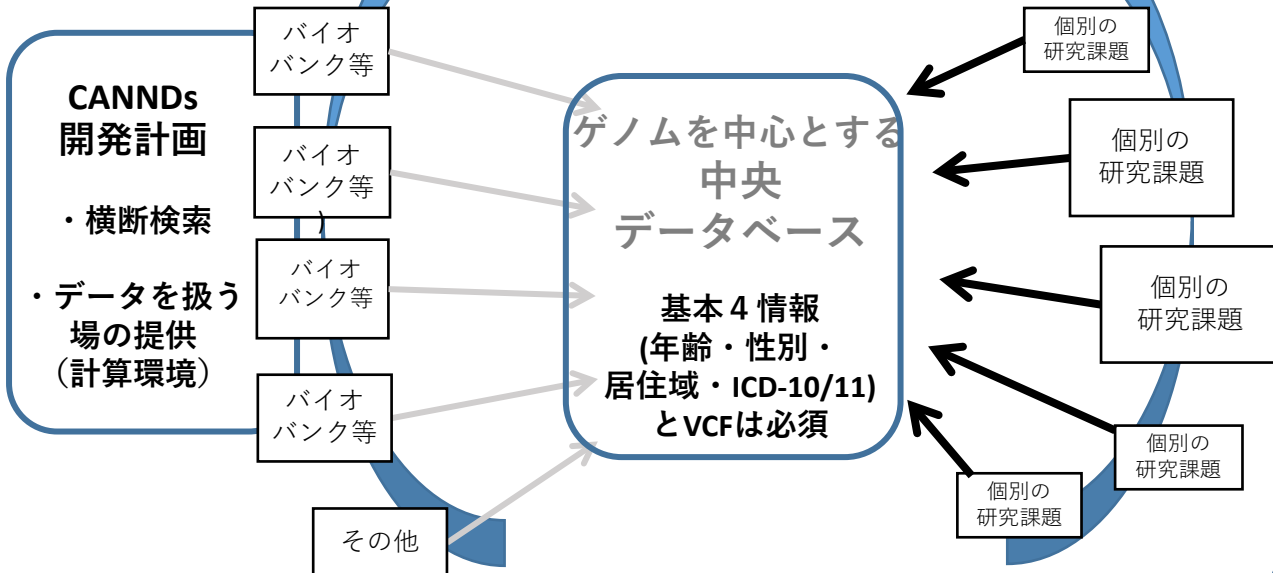 CANNDs
開発計画
・横断検索
・データを扱う
場の提供
（計算環境）
バイオ
バンク等
バイオ
バンク等
)
バイオ
バンク等
バイオ
バンク等
その他
ゲノムを中心とする
中央
データベース
基本４情報
(年齢・性別・
居住域・ICD-10/11)
とVCFは必須
個別の
研究課題
個別の
研究課題
個別の
研究課題
個別の
研究課題
個別の
研究課題